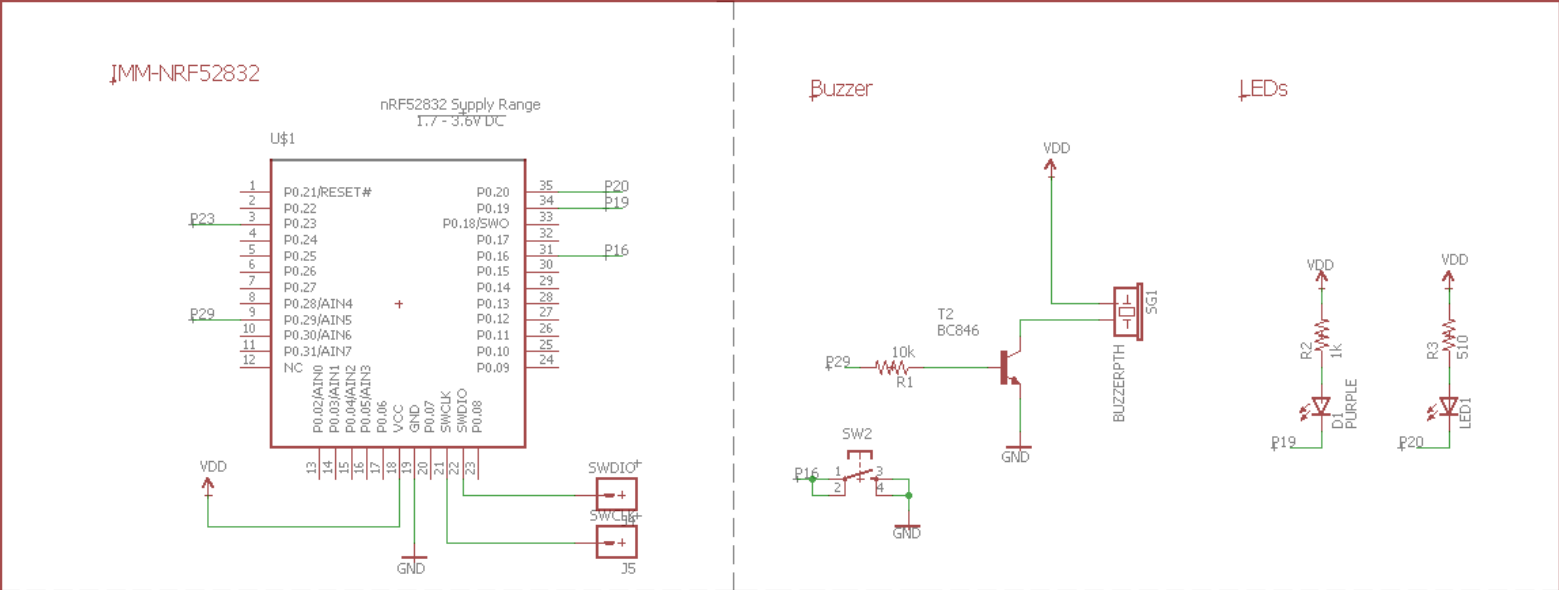 IMM-NRF52832
nRF52832 Supply Range
1.7 - 3.6V DC
U$1
1 P0.21/RESET#
2 P0.22
P23 3 P0.23
4 P0.24
5 P0.25
6 P0.26
7 P0.27
8 P0.28/AIN4
P29 9 P0.29/AIN5
10 P0.30/AIN6
11 P0.31/AIN7
12 NC
P0.20 35 P20
P0.19 34 P19
P0.18/SWO 33
P0.17 32
P0.16 31 P16
P0.15 30
P0.14 29
P0.13 28
P0.12 27
P0.11 26
P0.10 25
P0.09 24
P0.02/AIN0 13
P0.03/AIN1 14
P0.04/AIN2 15
P0.05/AIN3 16
P0.06 17
VCC 18
GND 19
P0.07 20
SWCLK 21
SWDIO 22
P0.08 23
VDD
GND
SWDIO
SWCLK
J5
Buzzer
VDD
SG1
BUZZERPTH
T2
BC846
P29
10k
R1
GND
SW2
P16
1
2
3
4
GND
LEDs
VDD
R2
1k
D1
PURPLE
P19
VDD
R3
510
LED1
P20